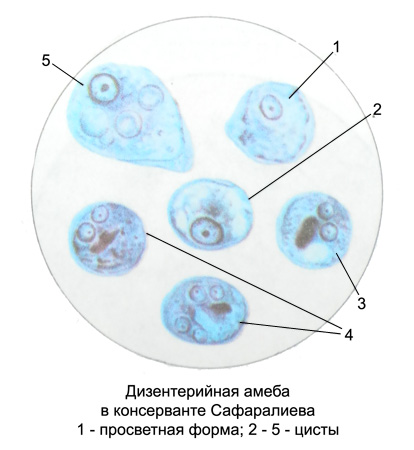 5
1
2
3
4
Дизентерийная амеба
в консерванте Сафаралиева
1 - просветная форма; 2 - 5 - цисты